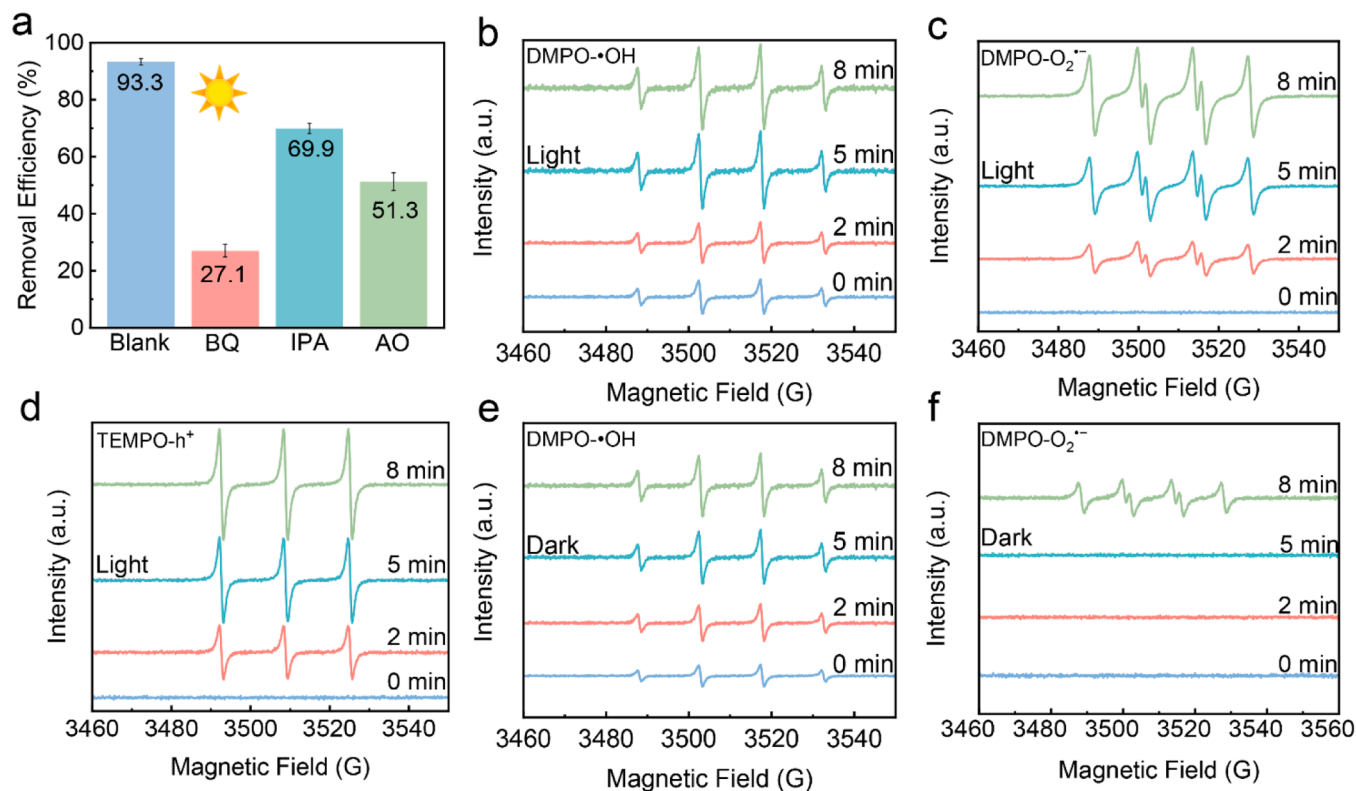 a
Removal Efficiency (%)
100
80
60
40
20
0
93.3
27.1
69.9
51.3
Blank BQ IPA AO
b
DMPO-•OH
Intensity (a.u.)
Light
8 min
5 min
2 min
0 min
3460 3480 3500 3520 3540
Magnetic Field (G)
c
DMPO-O₂•⁻
Intensity (a.u.)
Light
8 min
5 min
2 min
0 min
3460 3480 3500 3520 3540
Magnetic Field (G)
d
TEMPO-h⁺
Intensity (a.u.)
Light
8 min
5 min
2 min
0 min
3460 3480 3500 3520 3540
Magnetic Field (G)
e
DMPO-•OH
Intensity (a.u.)
Dark
8 min
5 min
2 min
0 min
3460 3480 3500 3520 3540
Magnetic Field (G)
f
DMPO-O₂•⁻
Intensity (a.u.)
Dark
8 min
5 min
2 min
0 min
3460 3480 3500 3520 3540 3560
Magnetic Field (G)